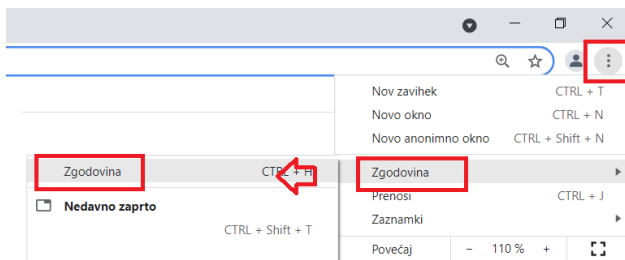 Nov zavihek CTRL + T
Novo okno CTRL + N
Novo anonimno okno CTRL + Shift + N
Zgodovina
Prenosi CTRL + J
Zaznamki
Povečaj - 110 % +
Zgodovina CTRL + H
Nedavno zaprto
CTRL + Shift + T